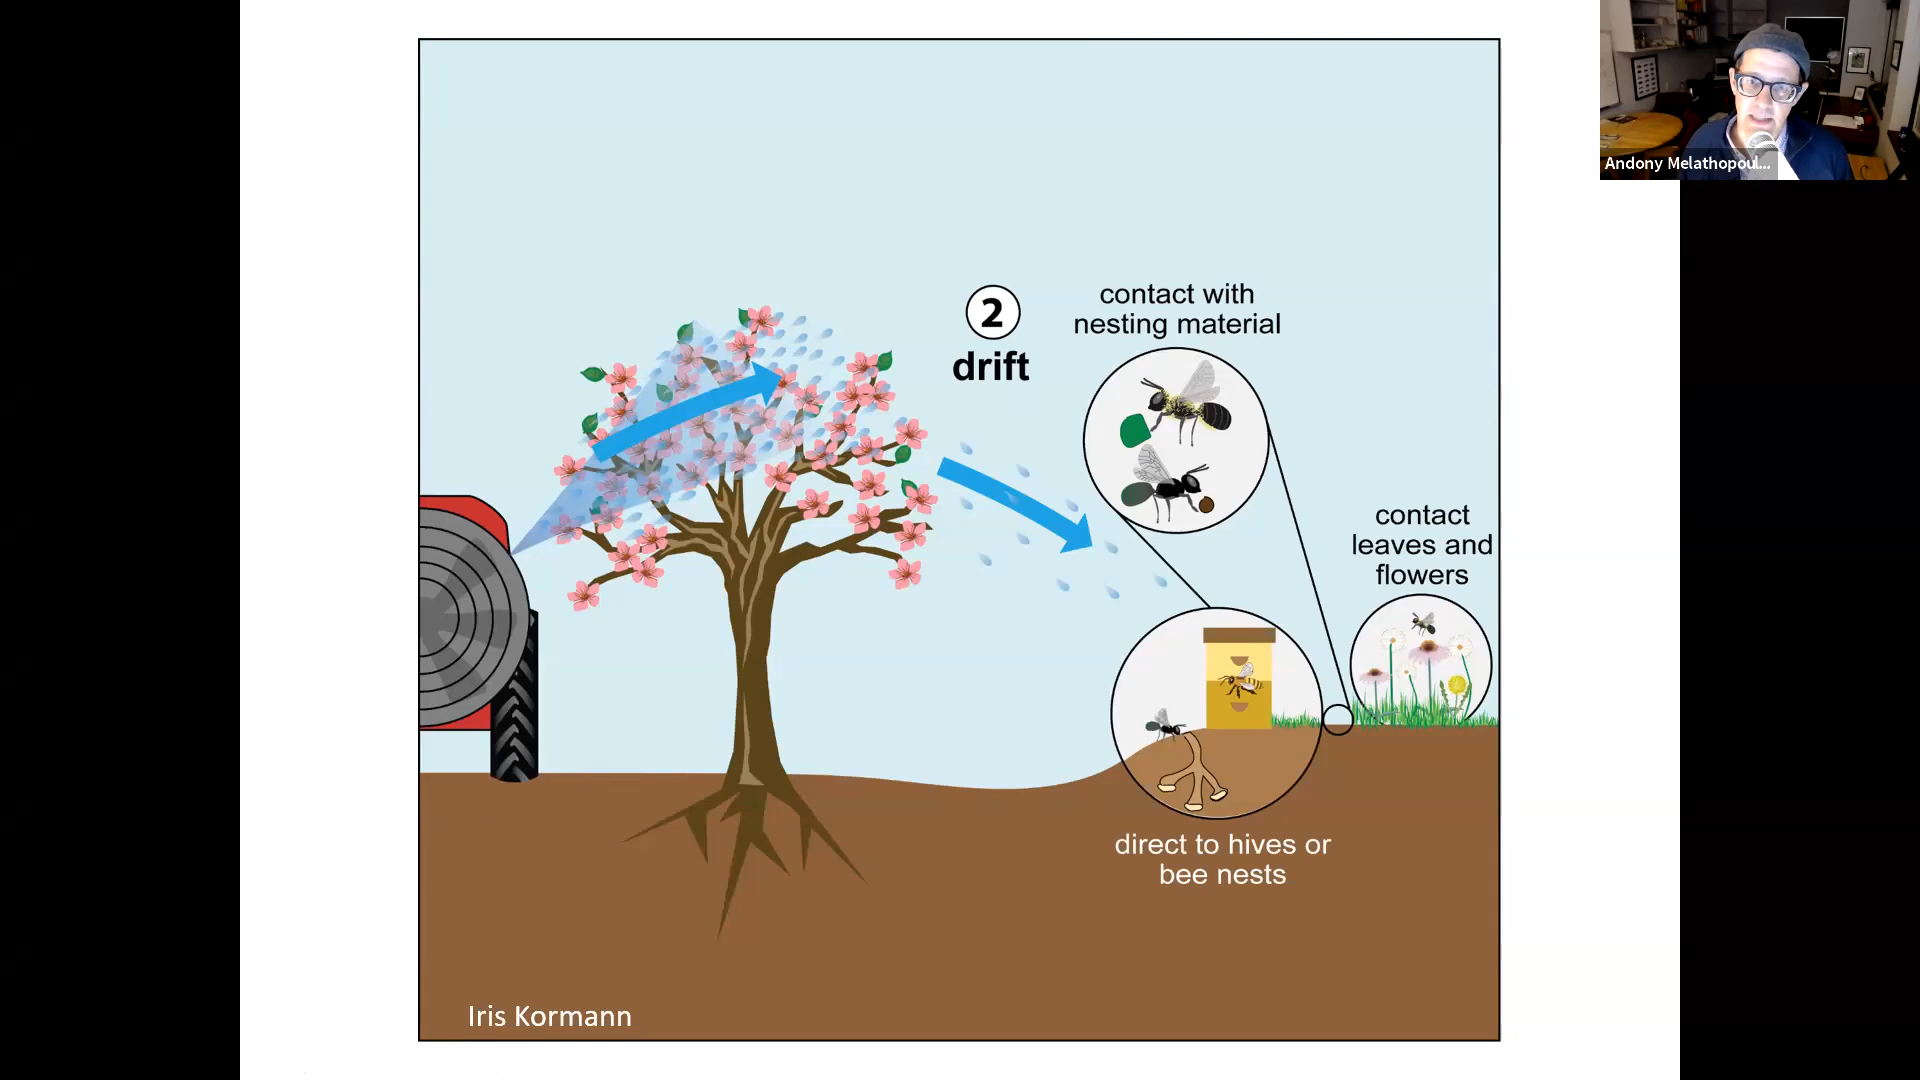 Andony Melathopoul...
2
drift
contact with
nesting material
contact
leaves and
flowers
direct to hives or
bee nests
Iris Kormann